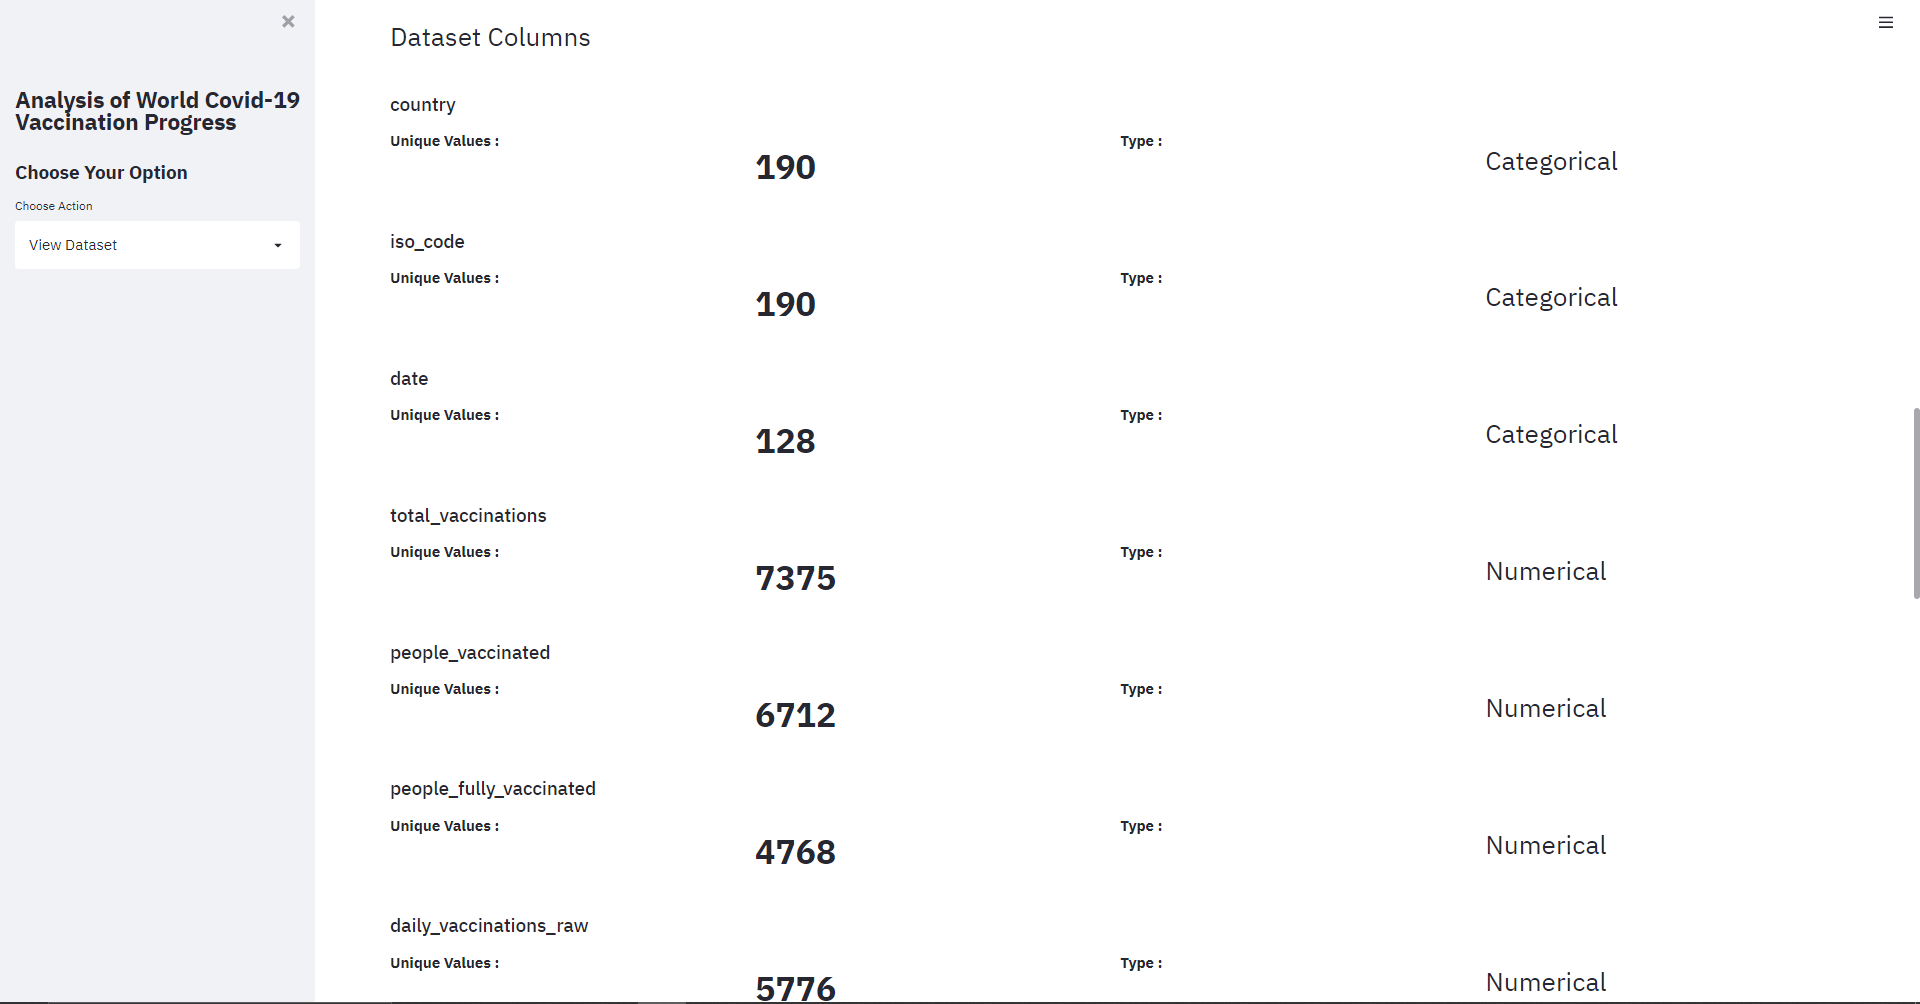 Analysis of World Covid-19
Vaccination Progress
Choose Your Option
Choose Action
View Dataset
Dataset Columns
country
Unique Values : 190 Type : Categorical
iso_code
Unique Values : 190 Type : Categorical
date
Unique Values : 128 Type : Categorical
total_vaccinations
Unique Values : 7375 Type : Numerical
people_vaccinated
Unique Values : 6712 Type : Numerical
people_fully_vaccinated
Unique Values : 4768 Type : Numerical
daily_vaccinations_raw
Unique Values : 5776 Type : Numerical